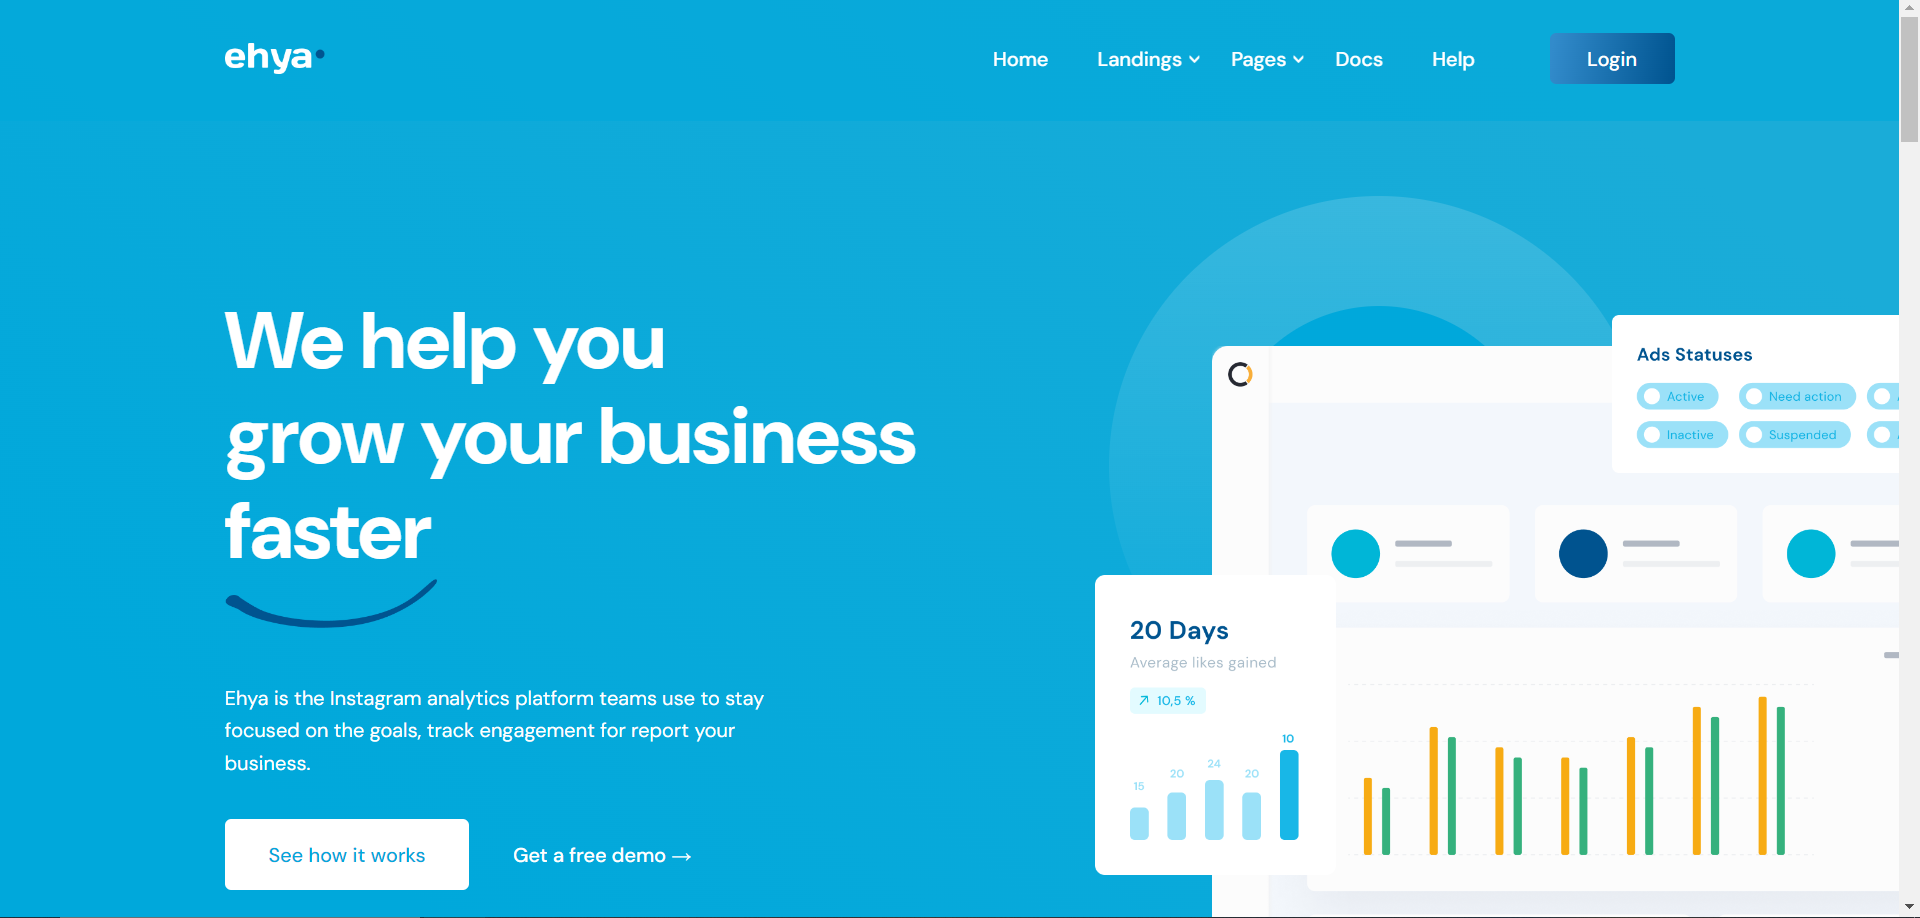 ehya
Home Landings Pages Docs Help Login
We help you
grow your business
faster
Ehya is the Instagram analytics platform teams use to stay
focused on the goals, track engagement for report your
business.
See how it works
Get a free demo →
Ads Statuses
Active Need action
Inactive Suspended
20 Days
Average likes gained
10,5 %
15 20 24 20 10